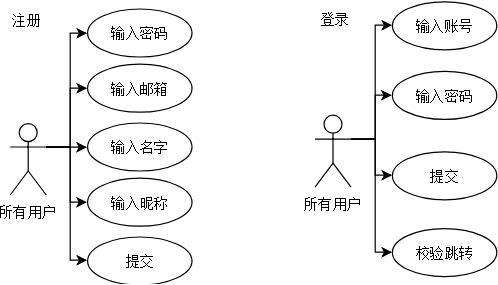 注册
输入密码
输入邮箱
输入名字
输入昵称
提交
所有用户
登录
输入账号
输入密码
提交
校验跳转
所有用户